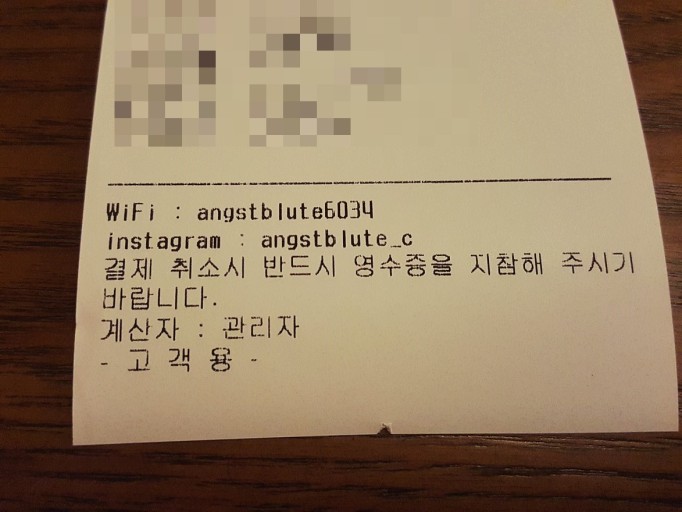 WiFi : angstblute6034
instagram : angstblute_c
결제 취소시 반드시 영수증을 지참해 주시기
바랍니다.
계산자 : 관리자
- 고 객 용 -